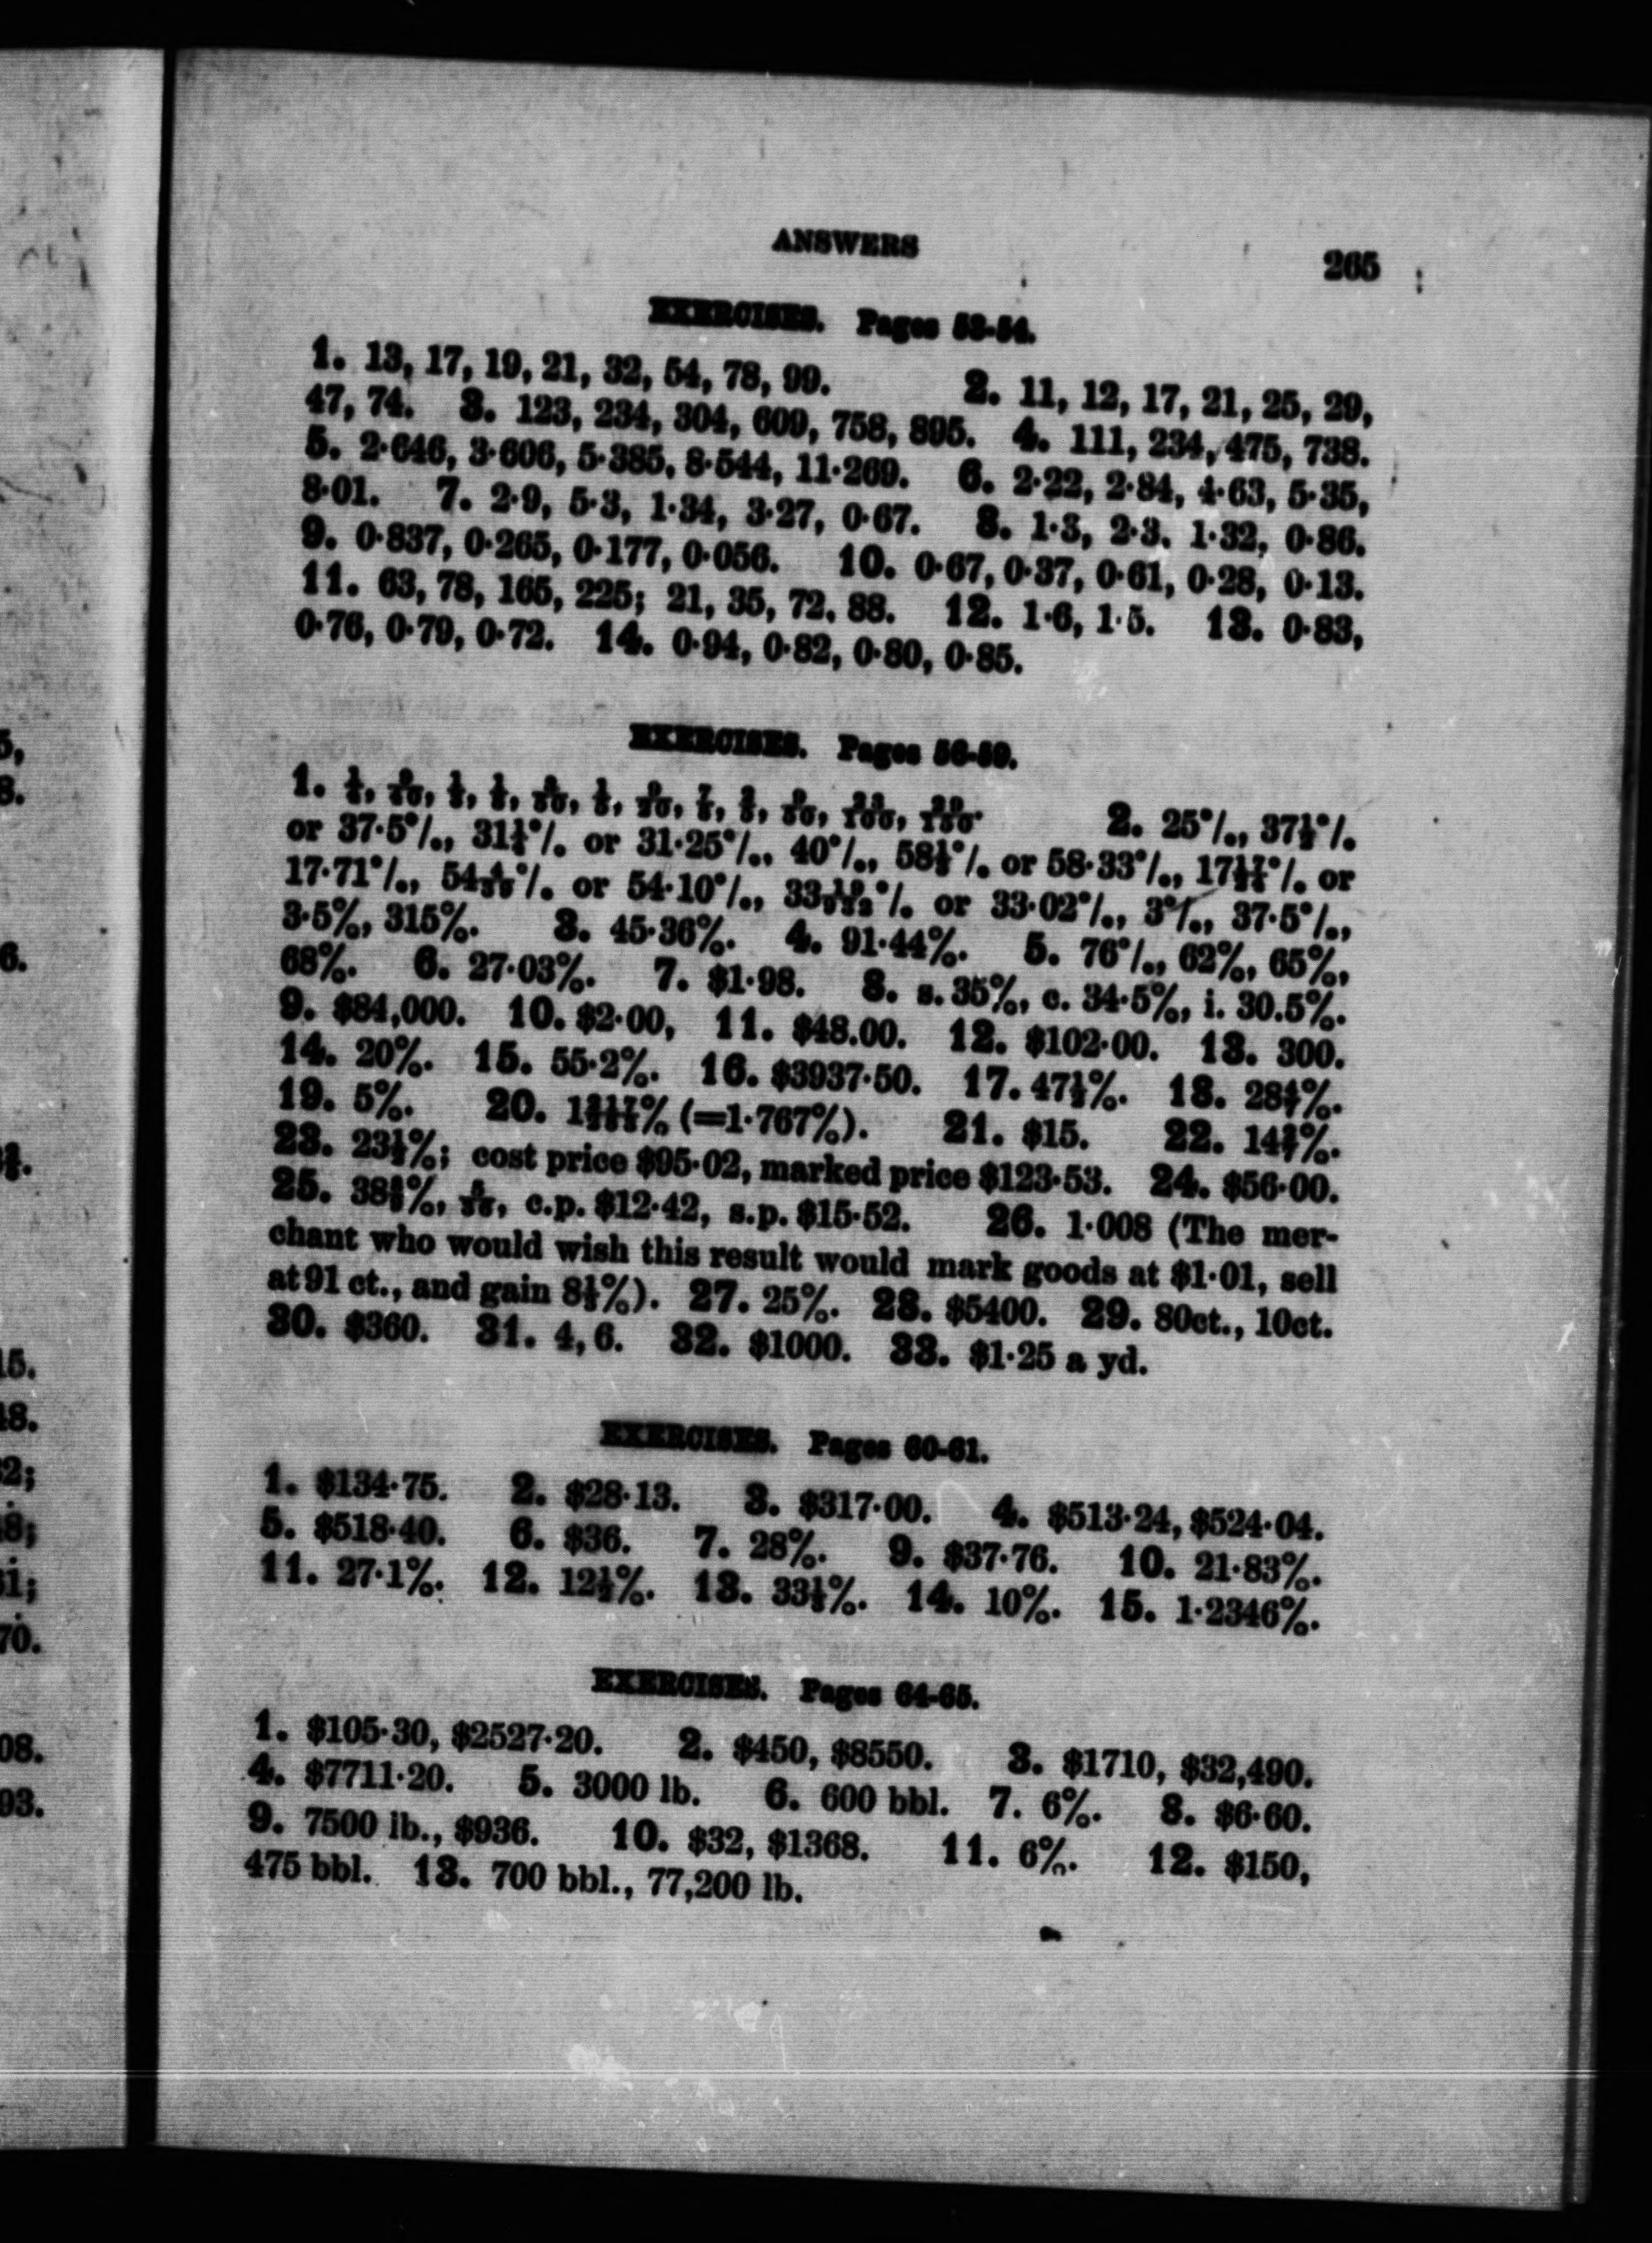 ANSWERS
265
EXERCISES. Pages 53-54.
1. 13, 17, 19, 21, 32, 54, 78, 99. 2. 11, 12, 17, 21, 25, 29,
47, 74. 3. 123, 234, 304, 609, 758, 895. 4. 111, 234, 475, 738.
5. 2·646, 3·606, 5·385, 8·544, 11·269. 6. 2·22, 2·84, 4·63, 5·35,
8·01. 7. 2·9, 5·3, 1·34, 3·27, 0·67. 8. 1·3, 2·3, 1·32, 0·86.
9. 0·837, 0·265, 0·177, 0·056. 10. 0·67, 0·37, 0·61, 0·28, 0·13.
11. 63, 78, 165, 225; 21, 35, 72, 88. 12. 1·6, 1·5. 13. 0·83,
0·76, 0·79, 0·72. 14. 0·94, 0·82, 0·80, 0·85.
EXERCISES. Pages 56-59.
1. 2. 25%, 37½%
or 37·5%, 31¼% or 31·25%, 40%, 58⅓% or 58·33%, or
17·71%, or 54·10%, or 33·02%, 3%, 37·5%,
3·5%, 315%. 3. 45·36%. 4. 91·44%. 5. 76%, 62%, 65%,
68%. 6. 27·03%. 7. $1·98. 8. s. 35%, c. 34·5%, i. 30.5%.
9. $84,000. 10. $2·00, 11. $48.00. 12. $102·00. 13. 300.
14. 20%. 15. 55·2%. 16. $3937·50. 17. 18.
19. 5%. 20. (=1·767%). 21. $15. 22.
23. cost price $95·02, marked price $123·53. 24. $56·00.
25. c.p. $12·42, s.p. $15·52. 26. 1·008 (The mer-
chant who would wish this result would mark goods at $1·01, sell
at 91 ct., and gain 8⅓%). 27. 25%. 28. $5400. 29. 80ct., 10ct.
30. $360. 31. 4, 6. 32. $1000. 33. $1·25 a yd.
EXERCISES. Pages 60-61.
1. $134·75. 2. $28·13. 3. $317·00. 4. $513·24, $524·04.
5. $518·40. 6. $36. 7. 28%. 9. $37·76. 10. 21·83%.
11. 27·1%. 12. 12½%. 13. 33⅓%. 14. 10%. 15. 1·2346%.
EXERCISES. Pages 64-65.
1. $105·30, $2527·20. 2. $450, $8550. 3. $1710, $32,490.
4. $7711·20. 5. 3000 lb. 6. 600 bbl. 7. 6%. 8. $6·60.
9. 7500 lb., $936. 10. $32, $1368. 11. 6%. 12. $150,
475 bbl. 13. 700 bbl., 77,200 lb.